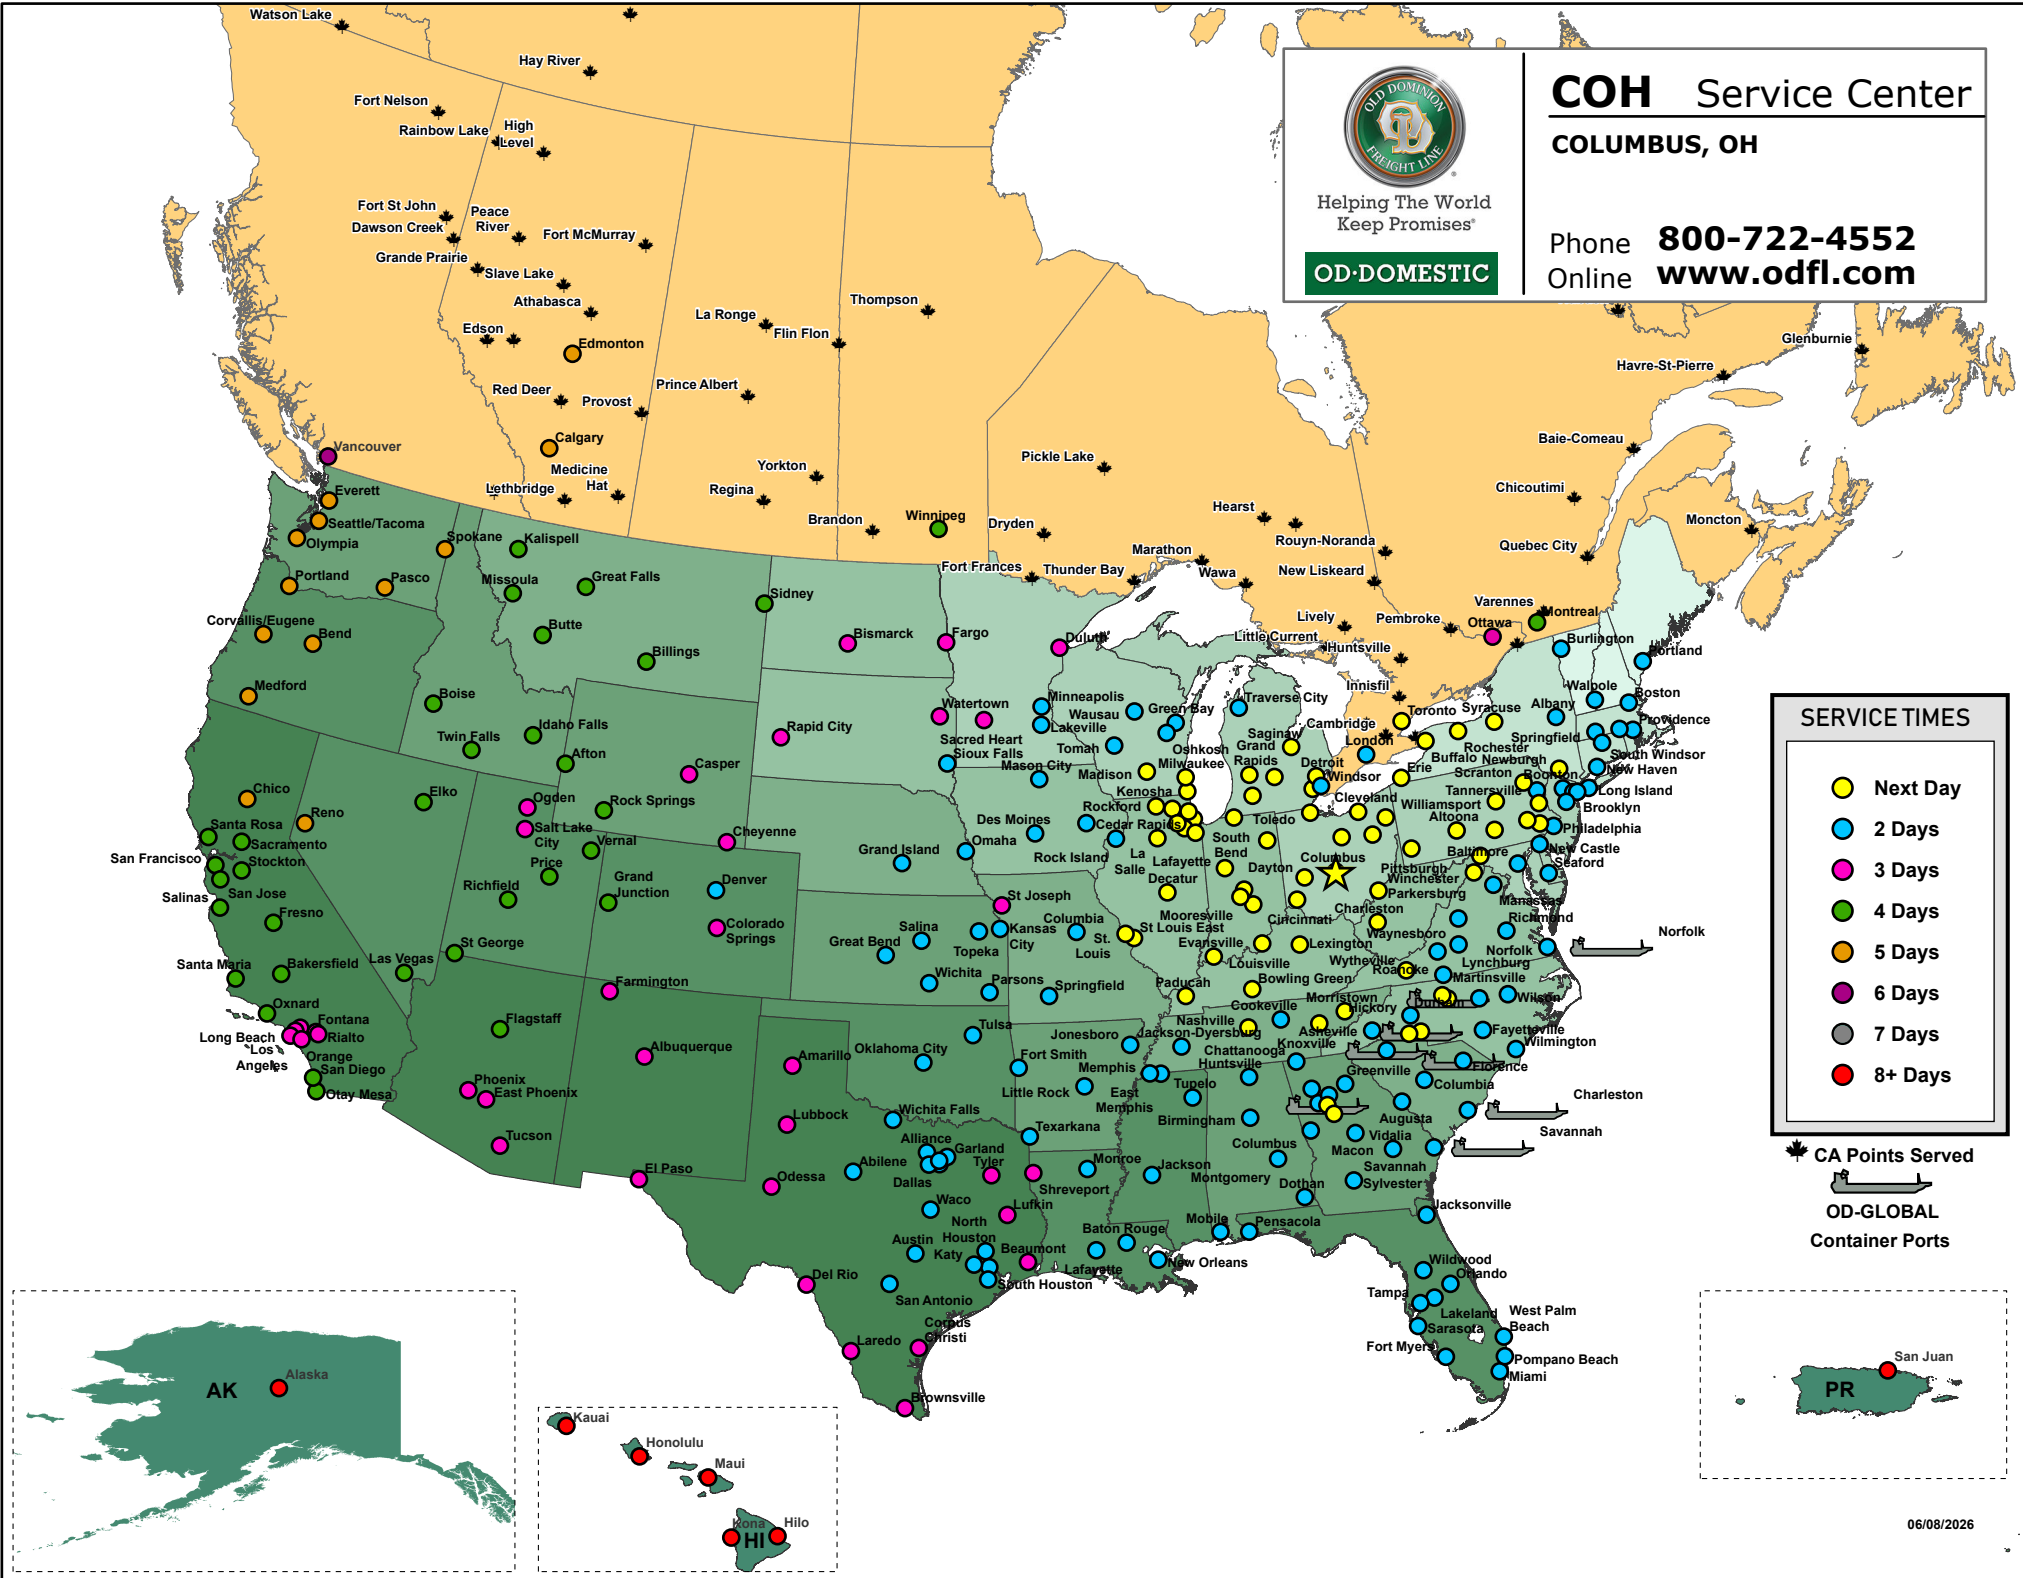 COH Service Center
COLUMBUS, OH
Phone 800-722-4552
Online www.odfl.com
OLD DOMINION
FREIGHT LINE
Helping The World
Keep Promises®
OD·DOMESTIC
Watson Lake
Hay River
Fort Nelson
Rainbow Lake
High
Level
Fort St John
Dawson Creek
Peace
River
Fort McMurray
Grande Prairie
Slave Lake
Athabasca
Edson
Edmonton
La Ronge
Flin Flon
Thompson
Red Deer
Provost
Prince Albert
Calgary
Medicine
Hat
Lethbridge
Yorkton
Regina
Brandon
Winnipeg
Dryden
Pickle Lake
Fort Frances
Thunder Bay
Marathon
Wawa
Hearst
Rouyn-Noranda
New Liskeard
Lively
Little Current
Huntsville
Pembroke
Innisfil
Cambridge
London
Toronto
Windsor
Varennes
Montreal
Ottawa
Glenburnie
Havre-St-Pierre
Baie-Comeau
Chicoutimi
Quebec City
Moncton
Vancouver
Everett
Seattle/Tacoma
Olympia
Spokane
Portland
Pasco
Corvallis/Eugene
Bend
Medford
Kalispell
Missoula
Great Falls
Butte
Billings
Sidney
Boise
Twin Falls
Idaho Falls
Afton
Casper
Rock Springs
Cheyenne
Elko
Reno
Chico
Santa Rosa
Sacramento
San Francisco
Stockton
San Jose
Salinas
Fresno
Santa Maria
Bakersfield
Oxnard
Long Beach
Los
Angeles
Fontana
Rialto
Orange
San Diego
Otay Mesa
Las Vegas
Ogden
Salt Lake
City
Vernal
Price
Richfield
St George
Grand
Junction
Denver
Colorado
Springs
Flagstaff
Phoenix
East Phoenix
Tucson
Farmington
Albuquerque
El Paso
Bismarck
Fargo
Rapid City
Watertown
Sacred Heart
Sioux Falls
Duluth
Minneapolis
Lakeville
Mason City
Des Moines
Cedar Rapids
Omaha
Grand Island
Salina
Great Bend
Topeka
Wichita
Parsons
St Joseph
Kansas
City
Columbia
Springfield
St.
Louis
St Louis East
Tulsa
Oklahoma City
Fort Smith
Little Rock
Jonesboro
Texarkana
Amarillo
Lubbock
Odessa
Abilene
Wichita Falls
Alliance
Garland
Dallas
Tyler
Waco
Lufkin
Austin
North
Houston
Katy
Beaumont
South Houston
San Antonio
Del Rio
Laredo
Corpus
Christi
Brownsville
Shreveport
Monroe
Lafayette
Baton Rouge
New Orleans
Jackson
Tupelo
Memphis
East
Memphis
Jackson-Dyersburg
Nashville
Cookeville
Chattanooga
Knoxville
Morristown
Huntsville
Birmingham
Montgomery
Mobile
Dothan
Pensacola
Columbus
Macon
Augusta
Vidalia
Savannah
Sylvester
Jacksonville
Wildwood
Orlando
Tampa
Lakeland
Sarasota
Fort Myers
West Palm
Beach
Pompano Beach
Miami
Wausau
Green Bay
Tomah
Oshkosh
Milwaukee
Madison
Kenosha
Rockford
Rock Island
La
Salle
Decatur
Lafayette
South
Bend
Mooresville
Evansville
Paducah
Louisville
Bowling Green
Lexington
Traverse City
Saginaw
Grand
Rapids
Detroit
Toledo
Cleveland
Columbus
Dayton
Cincinnati
Erie
Pittsburgh
Parkersburg
Charleston
Altoona
Williamsport
Tannersville
Scranton
Philadelphia
Buffalo
Rochester
Syracuse
Albany
Newburgh
Boonton
Long Island
Brooklyn
Burlington
Portland
Walpole
Boston
Providence
Springfield
South Windsor
New Haven
New Castle
Seaford
Baltimore
Winchester
Manassas
Richmond
Waynesboro
Norfolk
Lynchburg
Roanoke
Wytheville
Martinsville
Durham
Wilson
Hickory
Asheville
Fayetteville
Wilmington
Greenville
Florence
Columbia
Norfolk
Charleston
Savannah
SERVICE TIMES
Next Day
2 Days
3 Days
4 Days
5 Days
6 Days
7 Days
8+ Days
CA Points Served
OD-GLOBAL
Container Ports
AK
Alaska
Kauai
Honolulu
Maui
Kona
Hilo
HI
San Juan
PR
06/08/2026